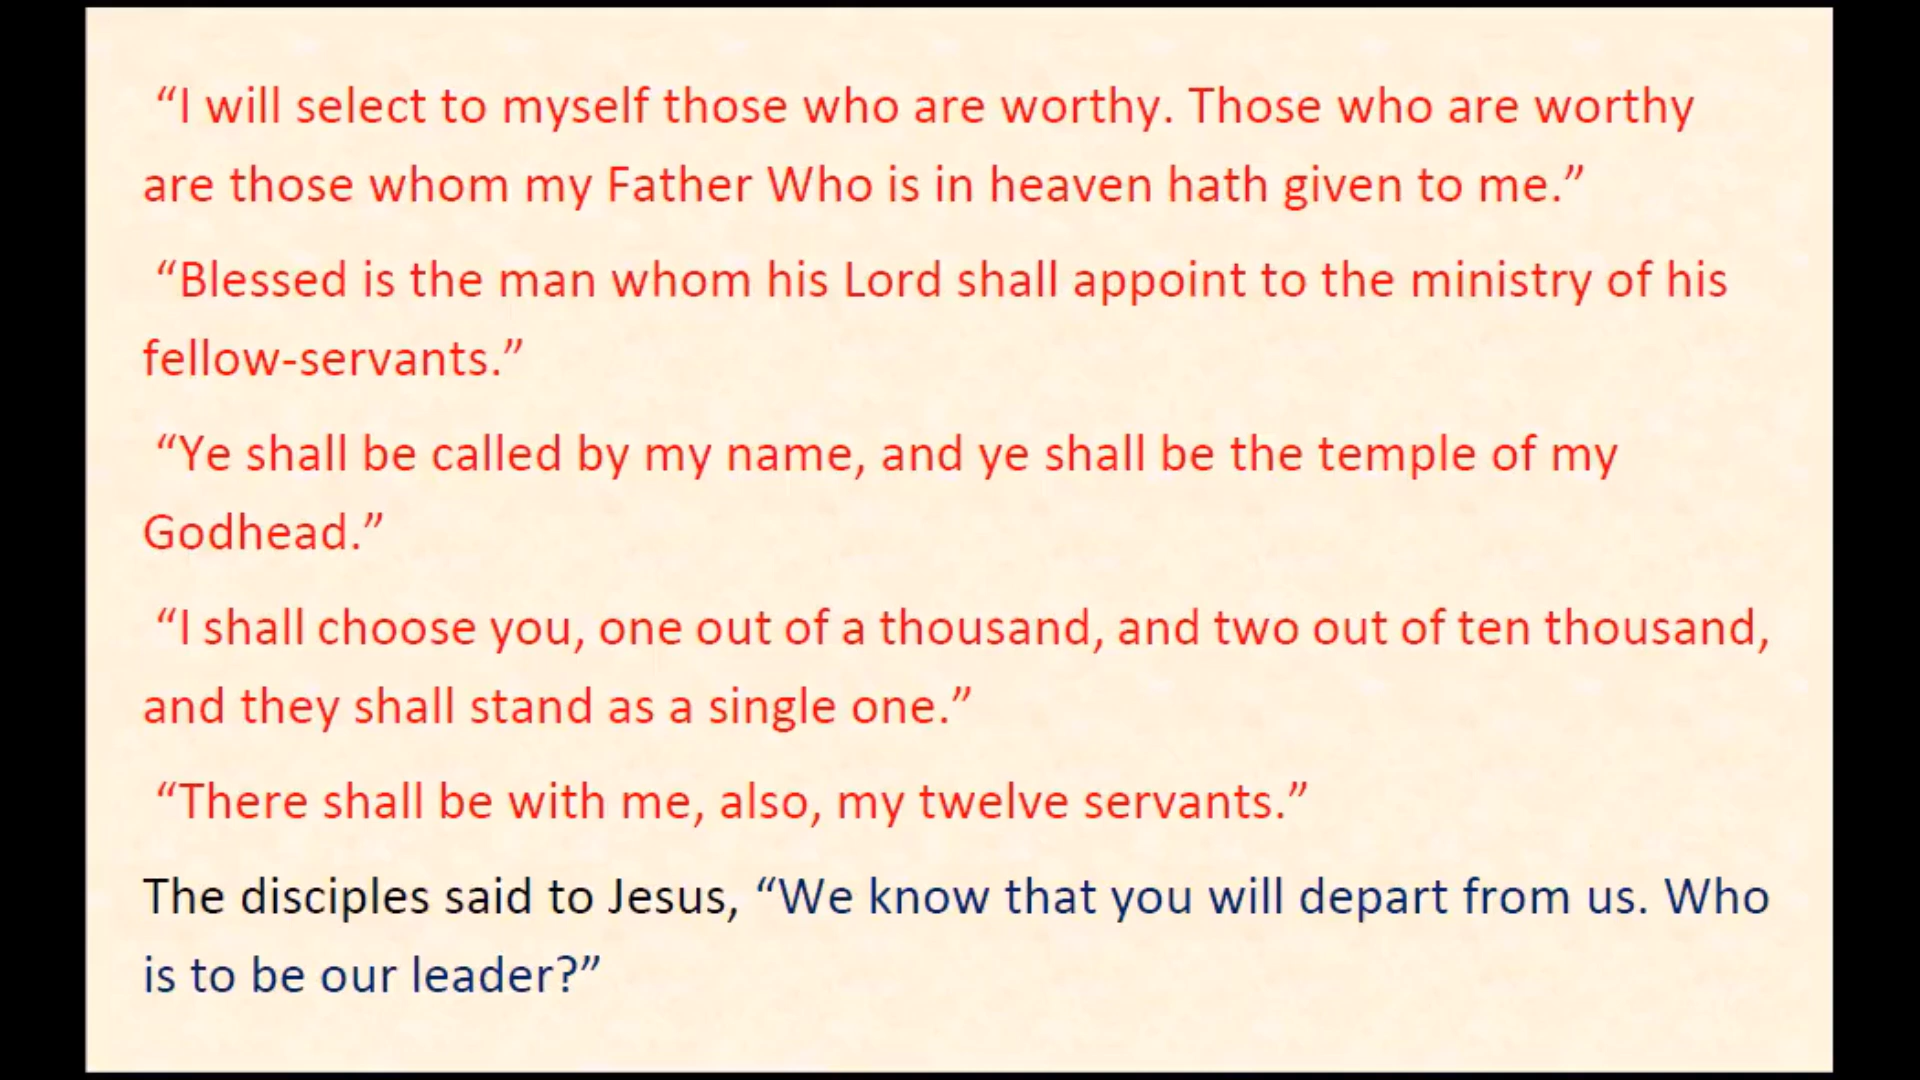 “I will select to myself those who are worthy. Those who are worthy
are those whom my Father Who is in heaven hath given to me.”
“Blessed is the man whom his Lord shall appoint to the ministry of his
fellow-servants.”
“Ye shall be called by my name, and ye shall be the temple of my
Godhead.”
“I shall choose you, one out of a thousand, and two out of ten thousand,
and they shall stand as a single one.”
“There shall be with me, also, my twelve servants.”
The disciples said to Jesus, “We know that you will depart from us. Who
is to be our leader?”